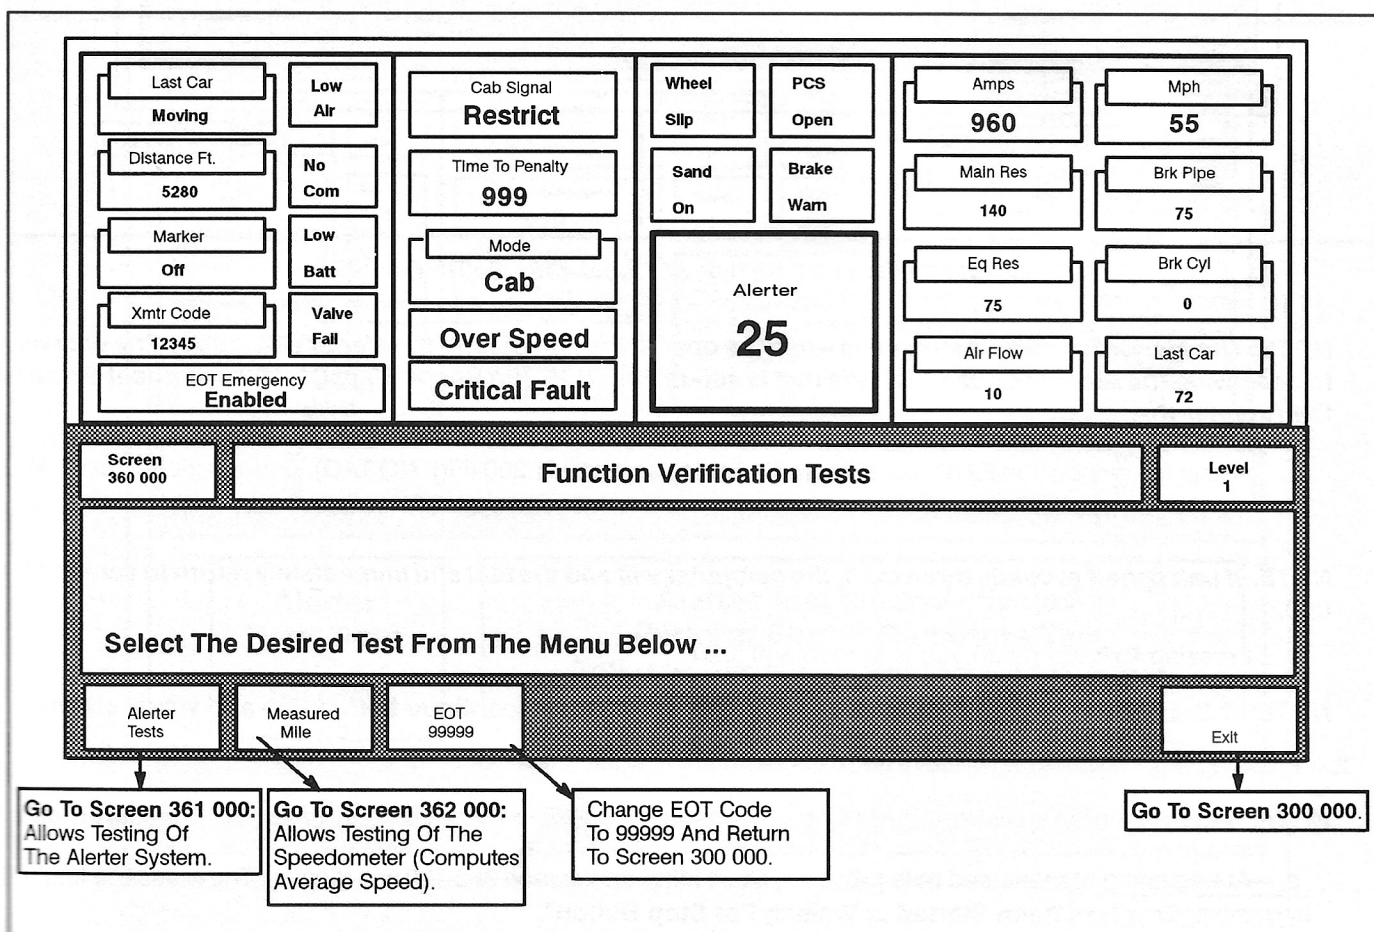 Last Car
Moving
Distance Ft.
5280
Marker
Off
Xmtr Code
12345
EOT Emergency
Enabled
Low
Air
No
Com
Low
Batt
Valve
Fail
Cab Signal
Restrict
Time To Penalty
999
Mode
Cab
Over Speed
Critical Fault
Wheel
Slip
PCS
Open
Sand
On
Brake
Warn
Alerter
25
Amps
960
Mph
55
Main Res
140
Brk Pipe
75
Eq Res
75
Brk Cyl
0
Air Flow
10
Last Car
72
Screen
360 000
Function Verification Tests
Level
1
Select The Desired Test From The Menu Below ...
Alerter
Tests
Measured
Mile
EOT
99999
Exit
Go To Screen 361 000:
Allows Testing Of
The Alerter System.
Go To Screen 362 000:
Allows Testing Of The
Speedometer (Computes
Average Speed).
Change EOT Code
To 99999 And Return
To Screen 300 000.
Go To Screen 300 000.